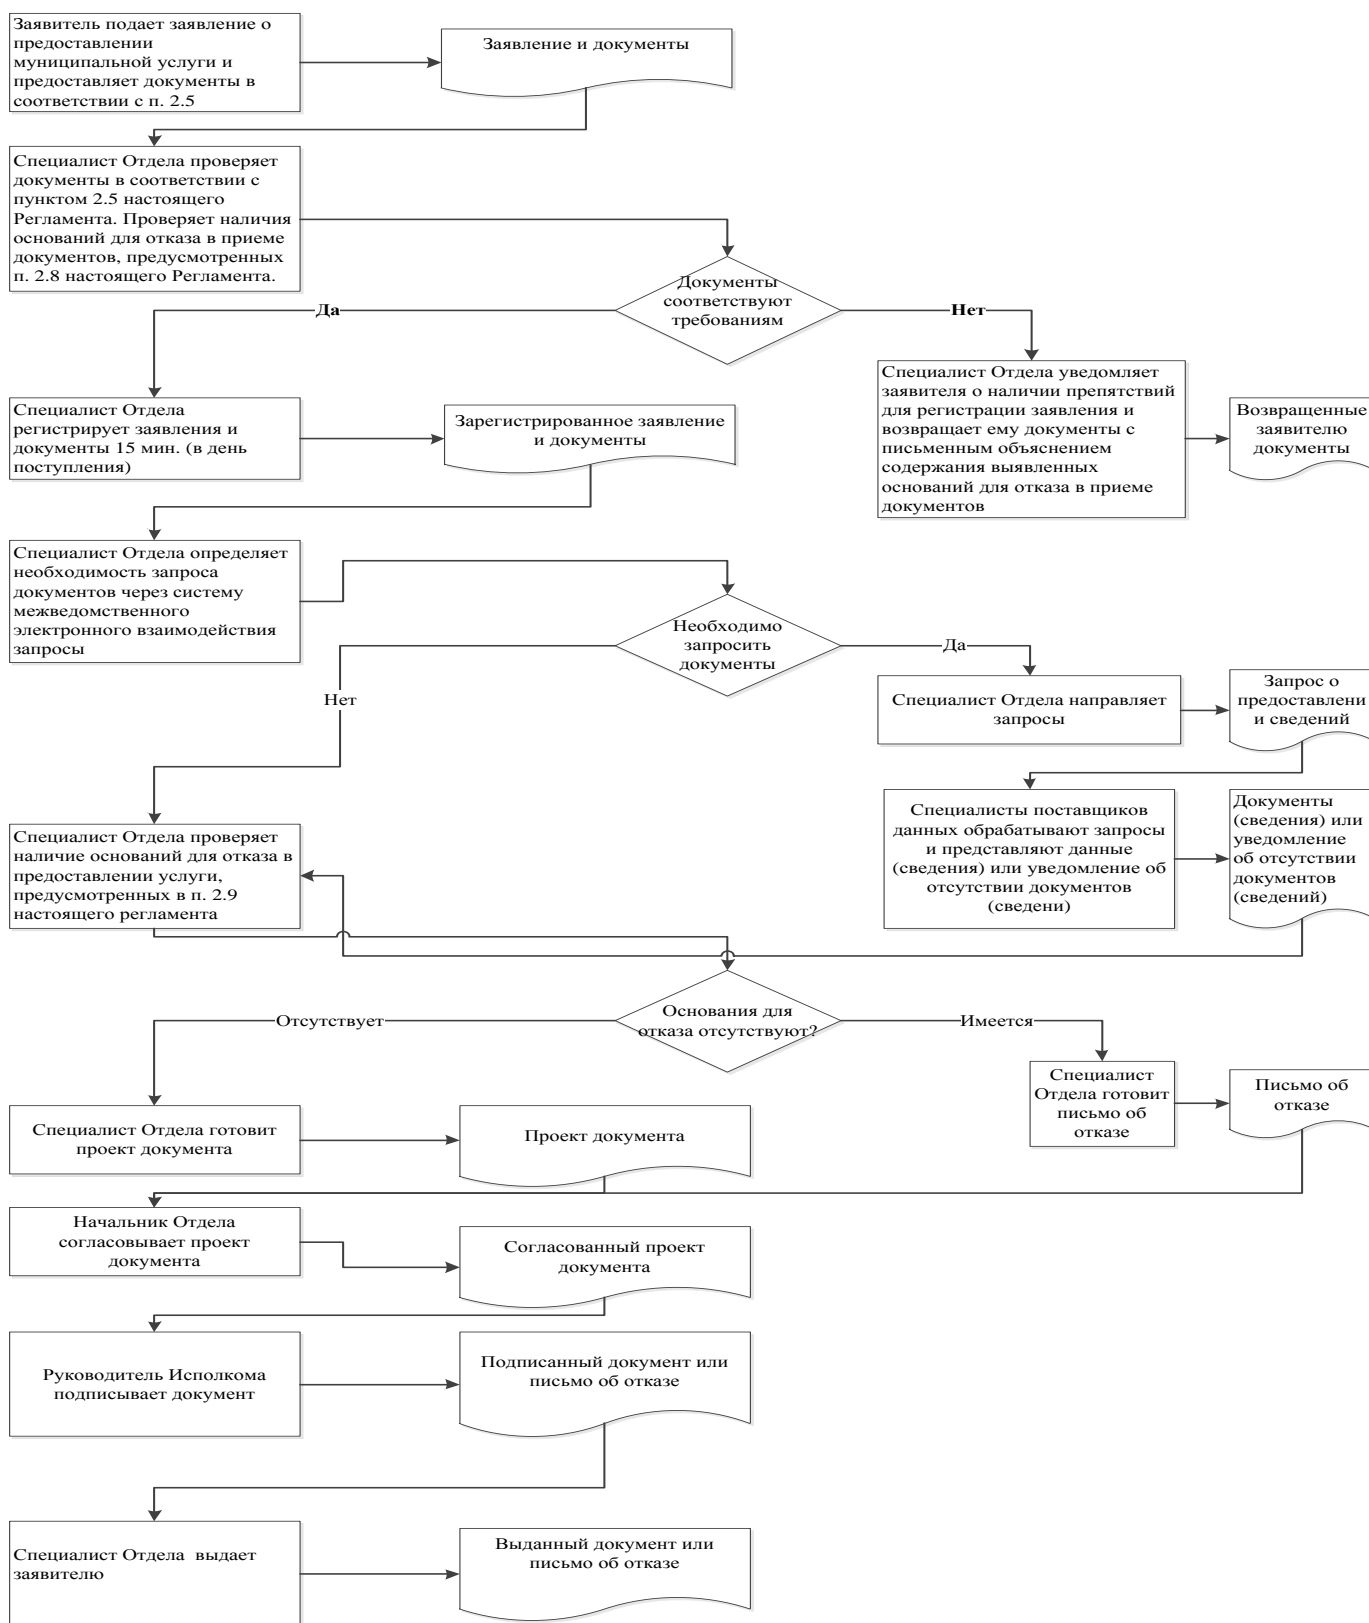 Заявитель подает заявление о
предоставлении
муниципальной услуги и
предоставляет документы в
соответствии с п. 2.5
Заявление и документы
Специалист Отдела проверяет
документы в соответствии с
пунктом 2.5 настоящего
Регламента. Проверяет наличия
оснований для отказа в приеме
документов, предусмотренных
п. 2.8 настоящего Регламента.
Документы
соответствуют
требованиям
Да
Нет
Специалист Отдела
регистрирует заявления и
документы 15 мин. (в день
поступления)
Зарегистрированное заявление
и документы
Специалист Отдела уведомляет
заявителя о наличии препятствий
для регистрации заявления и
возвращает ему документы с
письменным объяснением
содержания выявленных
оснований для отказа в приеме
документов
Возвращенные
заявителю
документы
Специалист Отдела определяет
необходимость запроса
документов через систему
межведомственного
электронного взаимодействия
запросы
Необходимо
запросить
документы
Да
Нет
Специалист Отдела направляет
запросы
Запрос о
предоставлени
и сведений
Специалисты поставщиков
данных обрабатывают запросы
и представляют данные
(сведения) или уведомление об
отсутствии документов
(сведени)
Документы
(сведения) или
уведомление
об отсутствии
документов
(сведений)
Специалист Отдела проверяет
наличие оснований для отказа в
предоставлении услуги,
предусмотренных в п. 2.9
настоящего регламента
Основания для
отказа отсутствуют?
Отсутствует
Имеется
Специалист
Отдела готовит
письмо об
отказе
Письмо об
отказе
Специалист Отдела готовит
проект документа
Проект документа
Начальник Отдела
согласовывает проект
документа
Согласованный проект
документа
Руководитель Исполкома
подписывает документ
Подписанный документ или
письмо об отказе
Специалист Отдела  выдает
заявителю
Выданный документ или
письмо об отказе